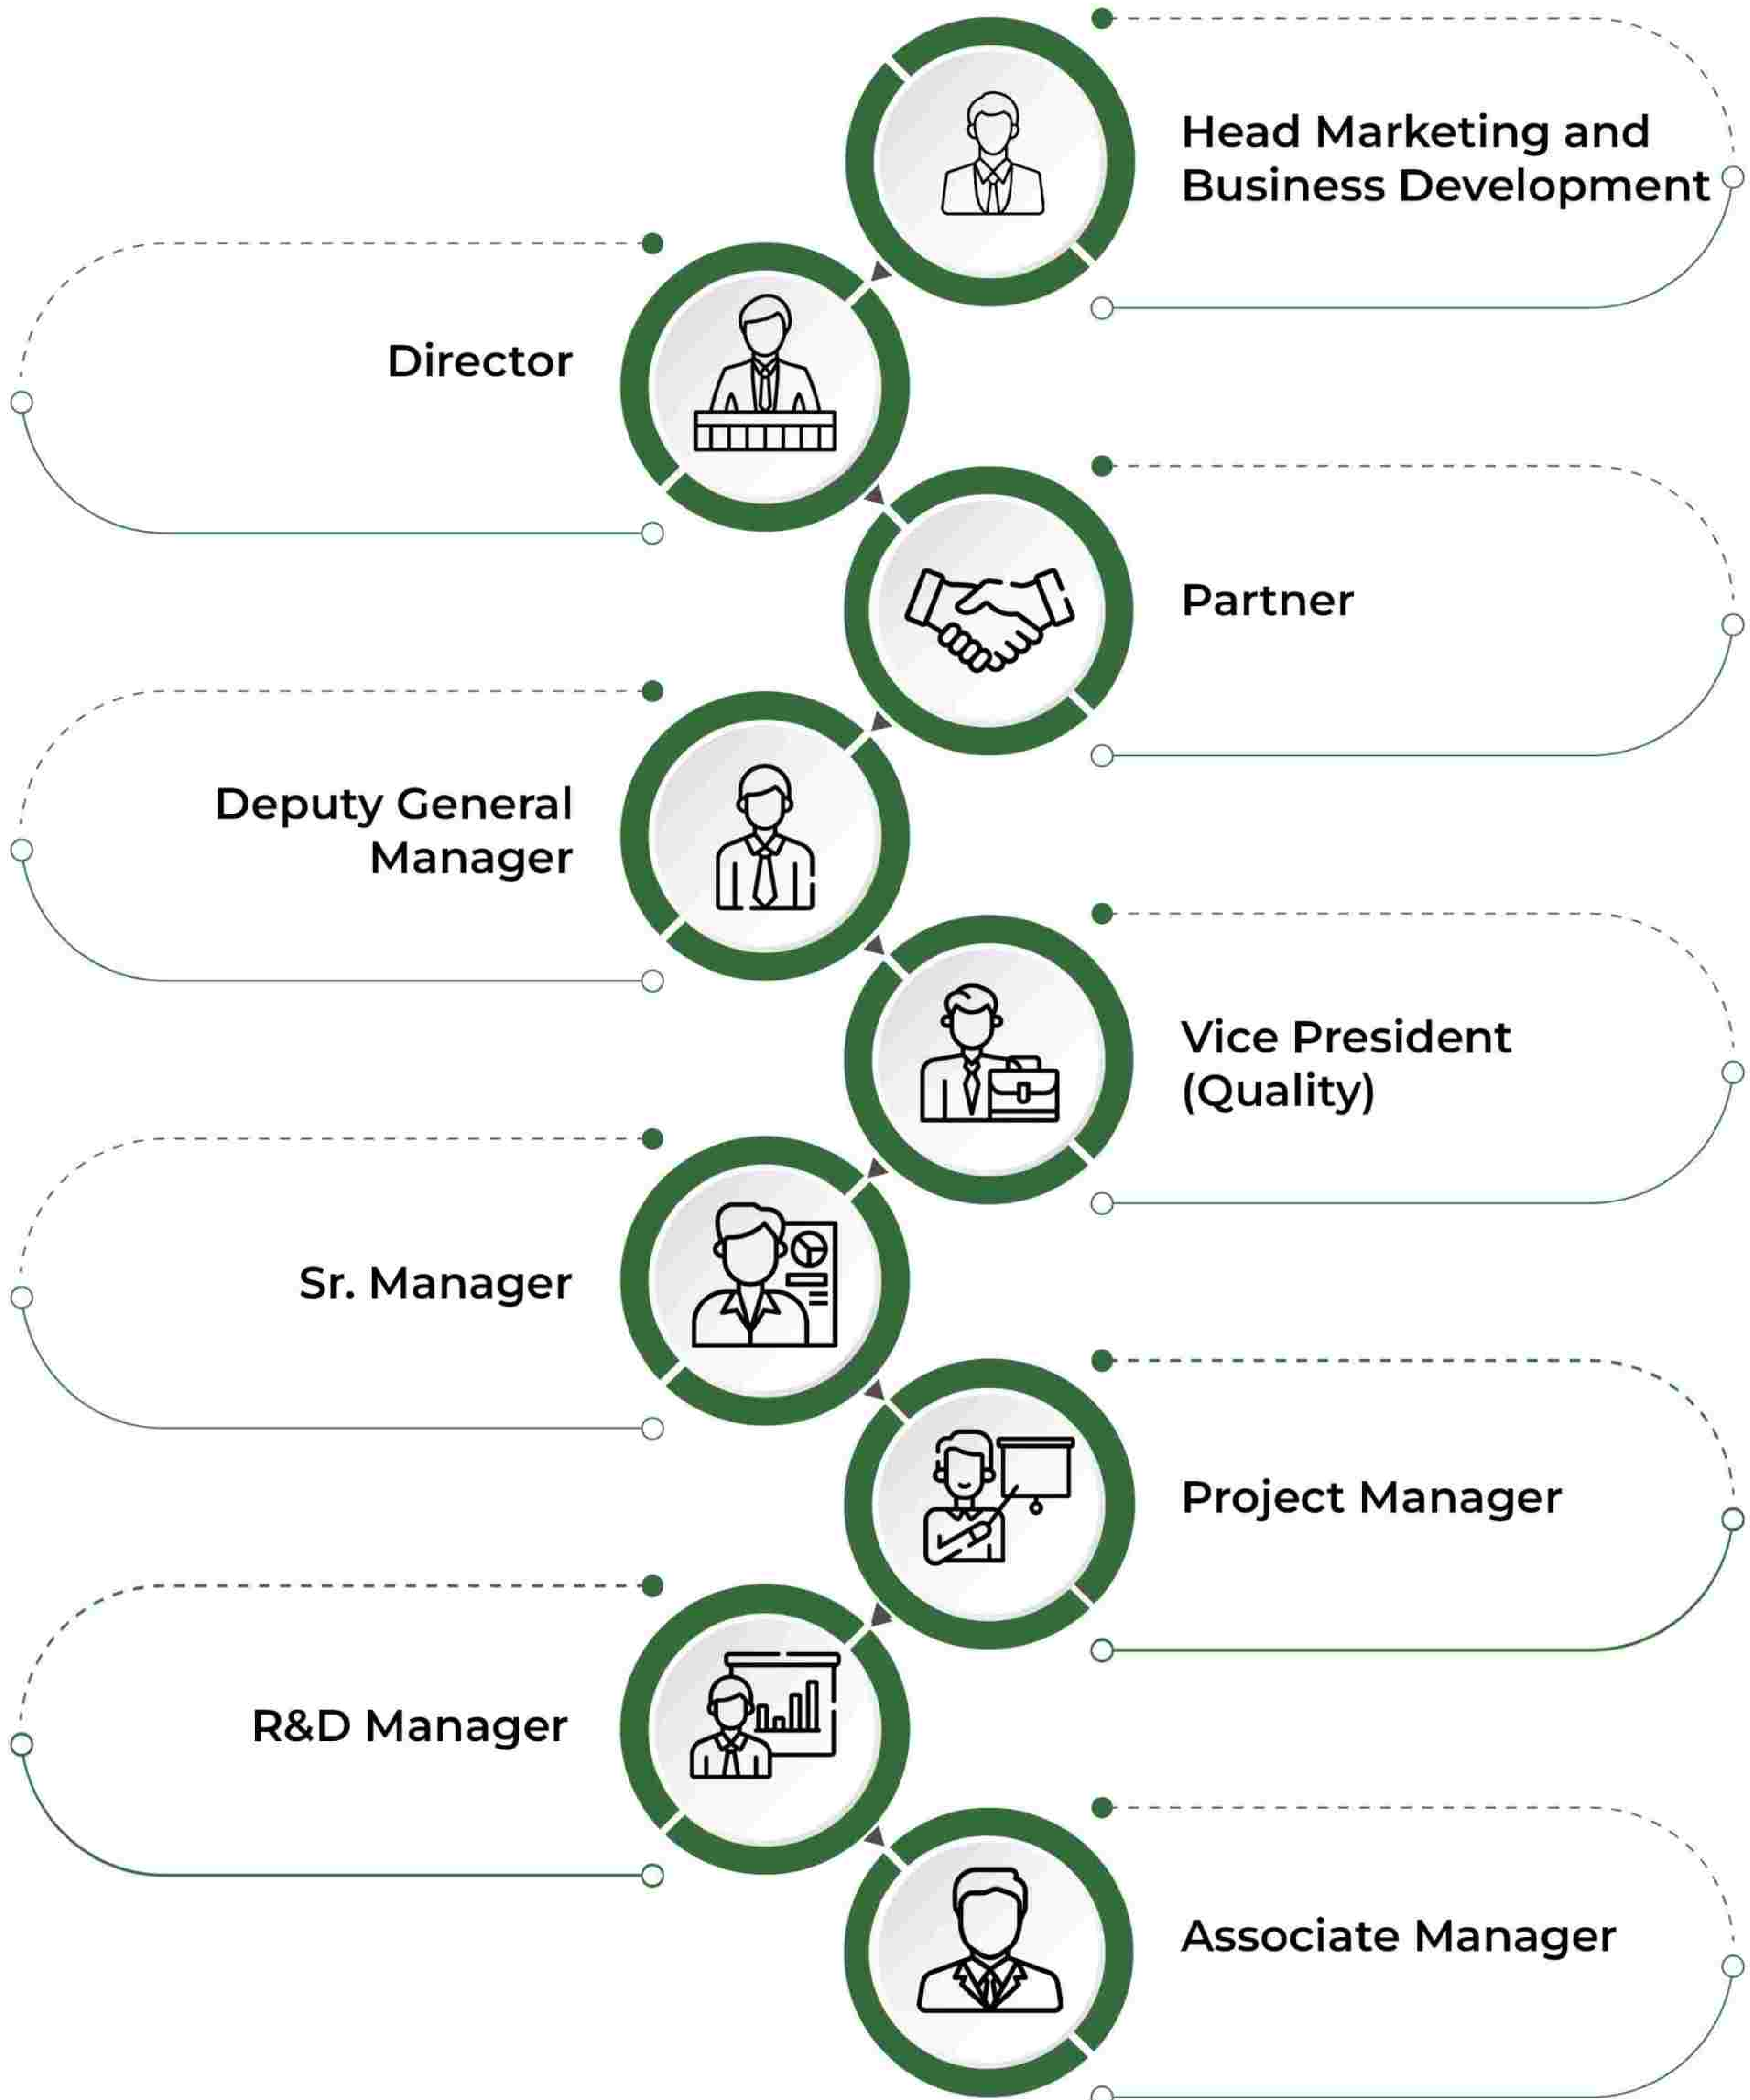 Head Marketing and
Business Development
Director
Partner
Deputy General
Manager
Vice President
(Quality)
Sr. Manager
Project Manager
R&D Manager
Associate Manager